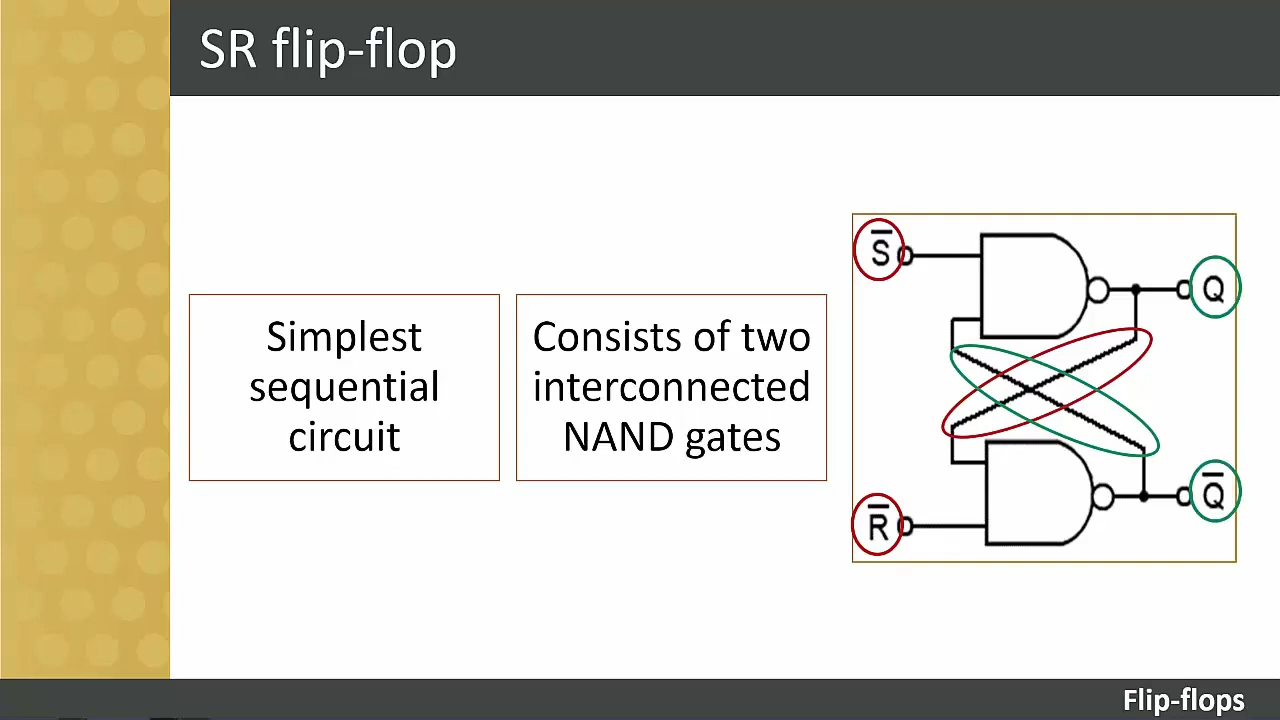 SR flip-flop
Simplest
sequential
circuit
Consists of two
interconnected
NAND gates
S̅
Q
R̅
Q̅
Flip-flops